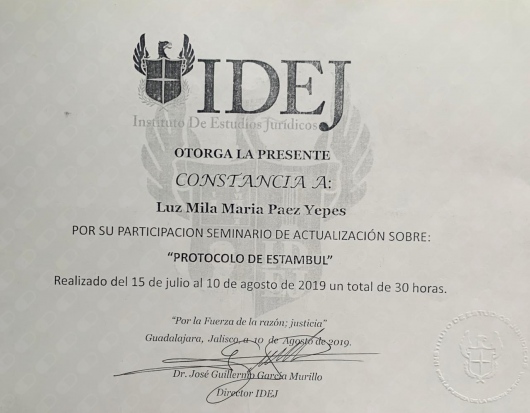 IDEJ
Instituto De Estudios Jurídicos
OTORGA LA PRESENTE
CONSTANCIA A:
Luz Mila Maria Paez Yepes
POR SU PARTICIPACION SEMINARIO DE ACTUALIZACIÓN SOBRE:
“PROTOCOLO DE ESTAMBUL”
Realizado del 15 de julio al 10 de agosto de 2019 un total de 30 horas.
“Por la Fuerza de la razón; justicia”
Guadalajara, Jalisco, a 10 de Agosto de 2019.
Dr. José Guillermo García Murillo
Director IDEJ